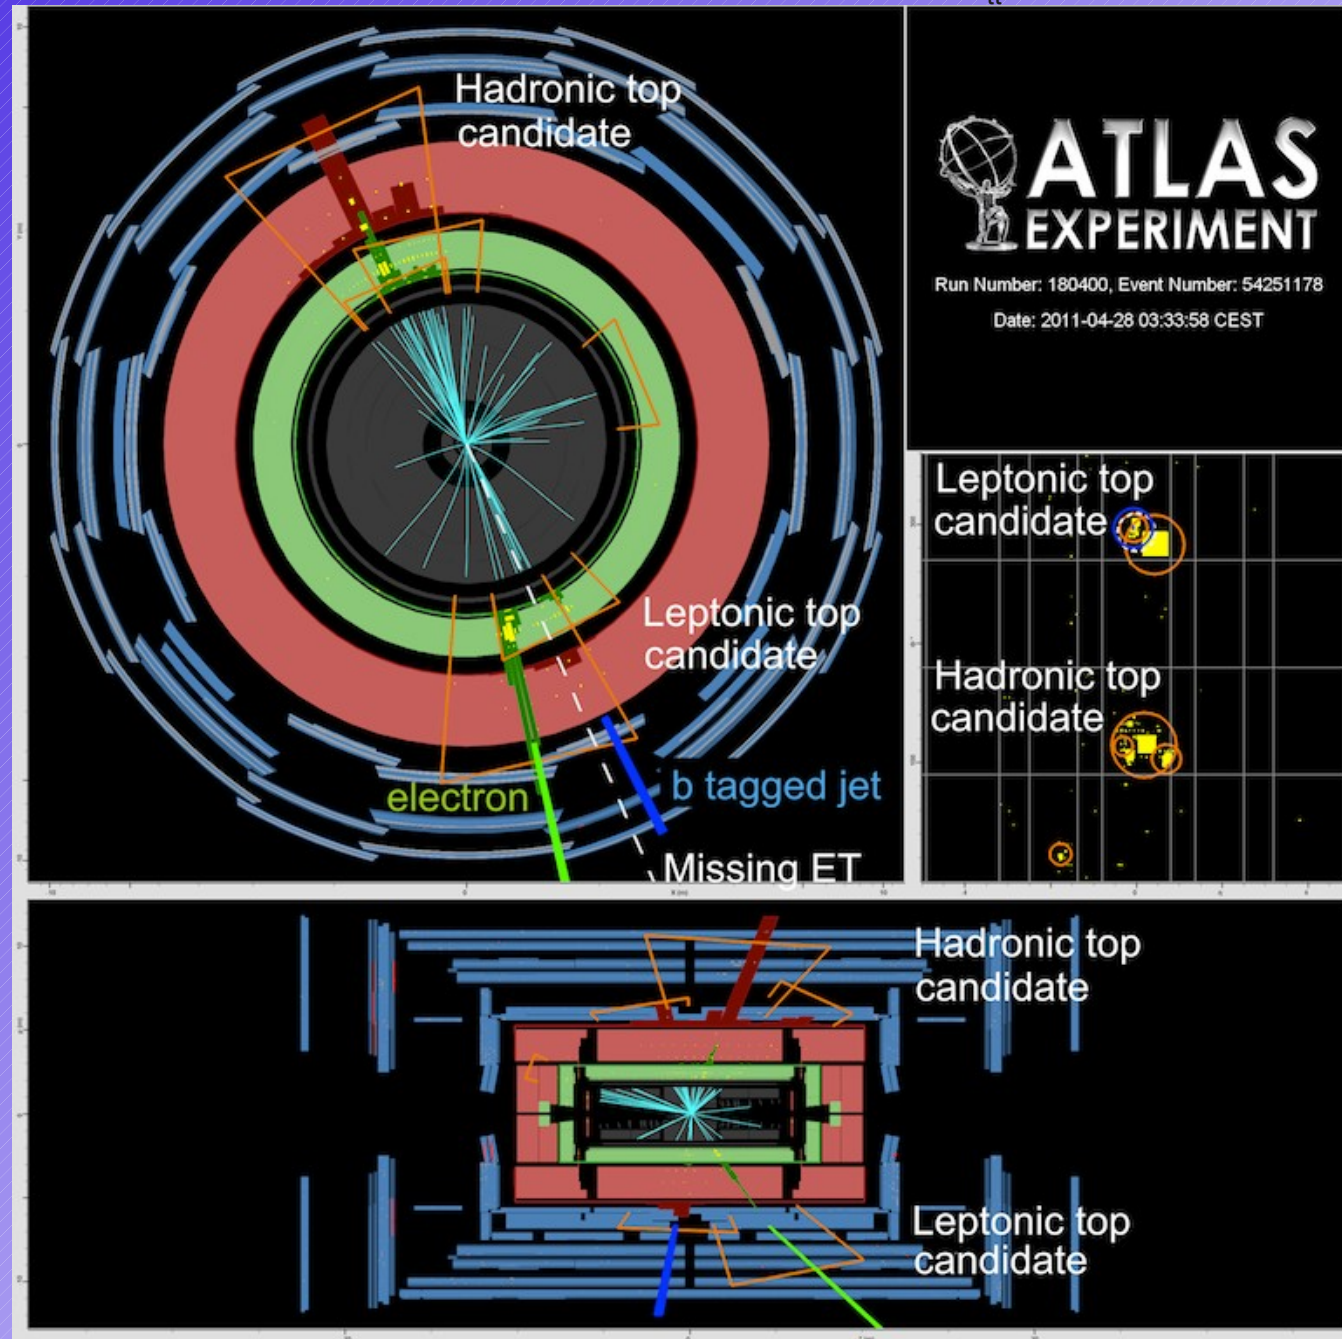 tt
Hadronic top
candidate
Leptonic top
candidate
electron
b tagged jet
Missing ET
ATLAS
EXPERIMENT
Run Number: 180400, Event Number: 54251178
Date: 2011-04-28 03:33:58 CEST
Leptonic top
candidate
Hadronic top
candidate
Hadronic top
candidate
Leptonic top
candidate